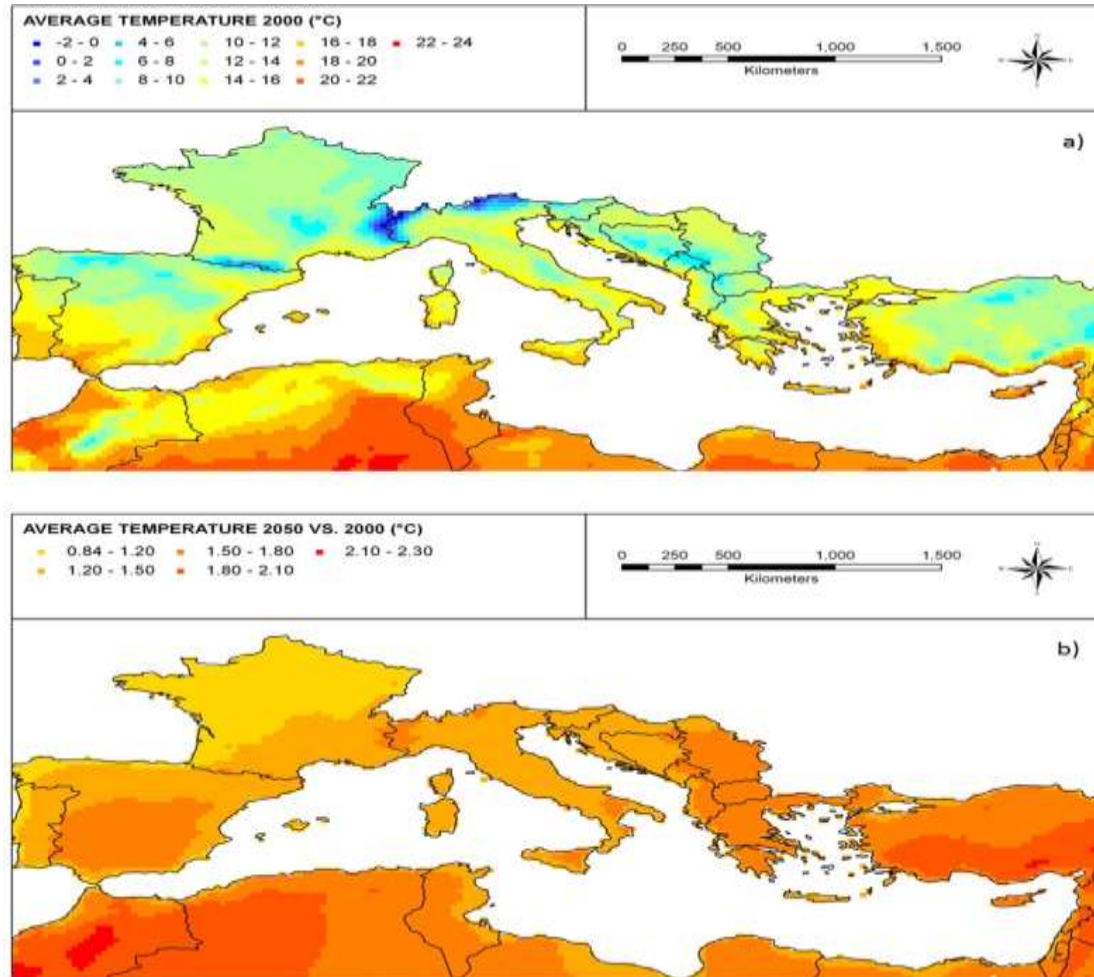 AVERAGE TEMPERATURE 2000 (°C)
-2 - 0 4 - 6 10 - 12 16 - 18 22 - 24
0 - 2 6 - 8 12 - 14 18 - 20
2 - 4 8 - 10 14 - 16 20 - 22
0 250 500 1,000 1,500
Kilometers
a)
AVERAGE TEMPERATURE 2050 VS. 2000 (°C)
0.84 - 1.20 1.50 - 1.80 2.10 - 2.30
1.20 - 1.50 1.80 - 2.10
0 250 500 1,000 1,500
Kilometers
b)